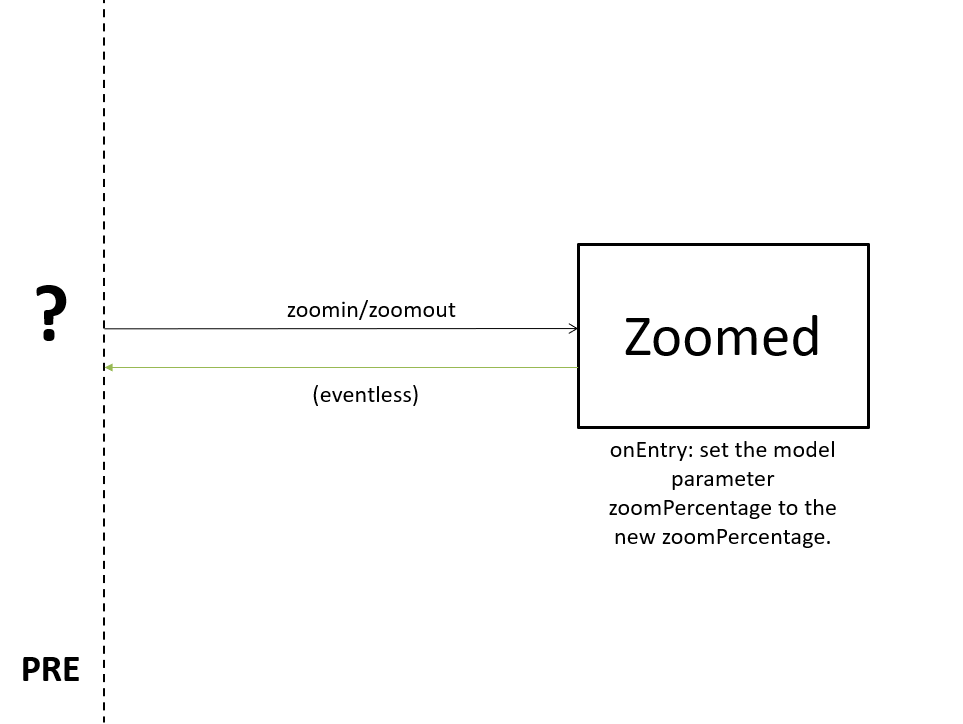 zoomin/zoomout
?
Zoomed
(eventless)
onEntry: set the model
parameter
zoomPercentage to the
new zoomPercentage.
PRE